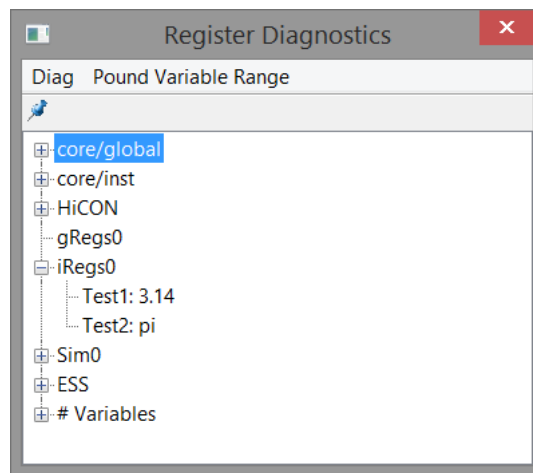 Register Diagnostics
Diag Pound Variable Range
core/global
core/inst
HiCON
gRegs0
iRegs0
Test1: 3.14
Test2: pi
Sim0
ESS
# Variables